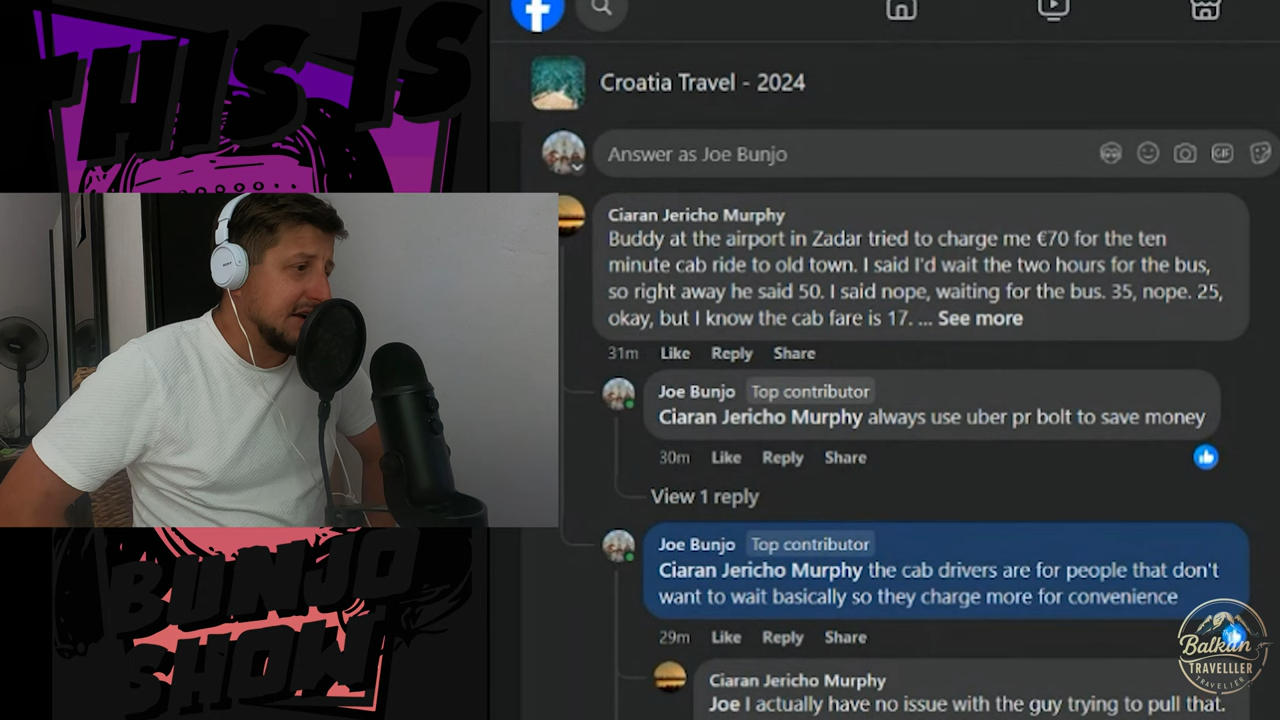 THIS IS
BUNJO
SHOW
Croatia Travel - 2024
Answer as Joe Bunjo
GIF
Ciaran Jericho Murphy
Buddy at the airport in Zadar tried to charge me €70 for the ten
minute cab ride to old town. I said I'd wait the two hours for the bus,
so right away he said 50. I said nope, waiting for the bus. 35, nope. 25,
okay, but I know the cab fare is 17. ... See more
31m Like Reply Share
Joe Bunjo Top contributor
Ciaran Jericho Murphy always use uber pr bolt to save money
30m Like Reply Share
View 1 reply
Joe Bunjo Top contributor
Ciaran Jericho Murphy the cab drivers are for people that don't
want to wait basically so they charge more for convenience
29m Like Reply Share
Ciaran Jericho Murphy
Joe I actually have no issue with the guy trying to pull that.
Balkan
TRAVELLER